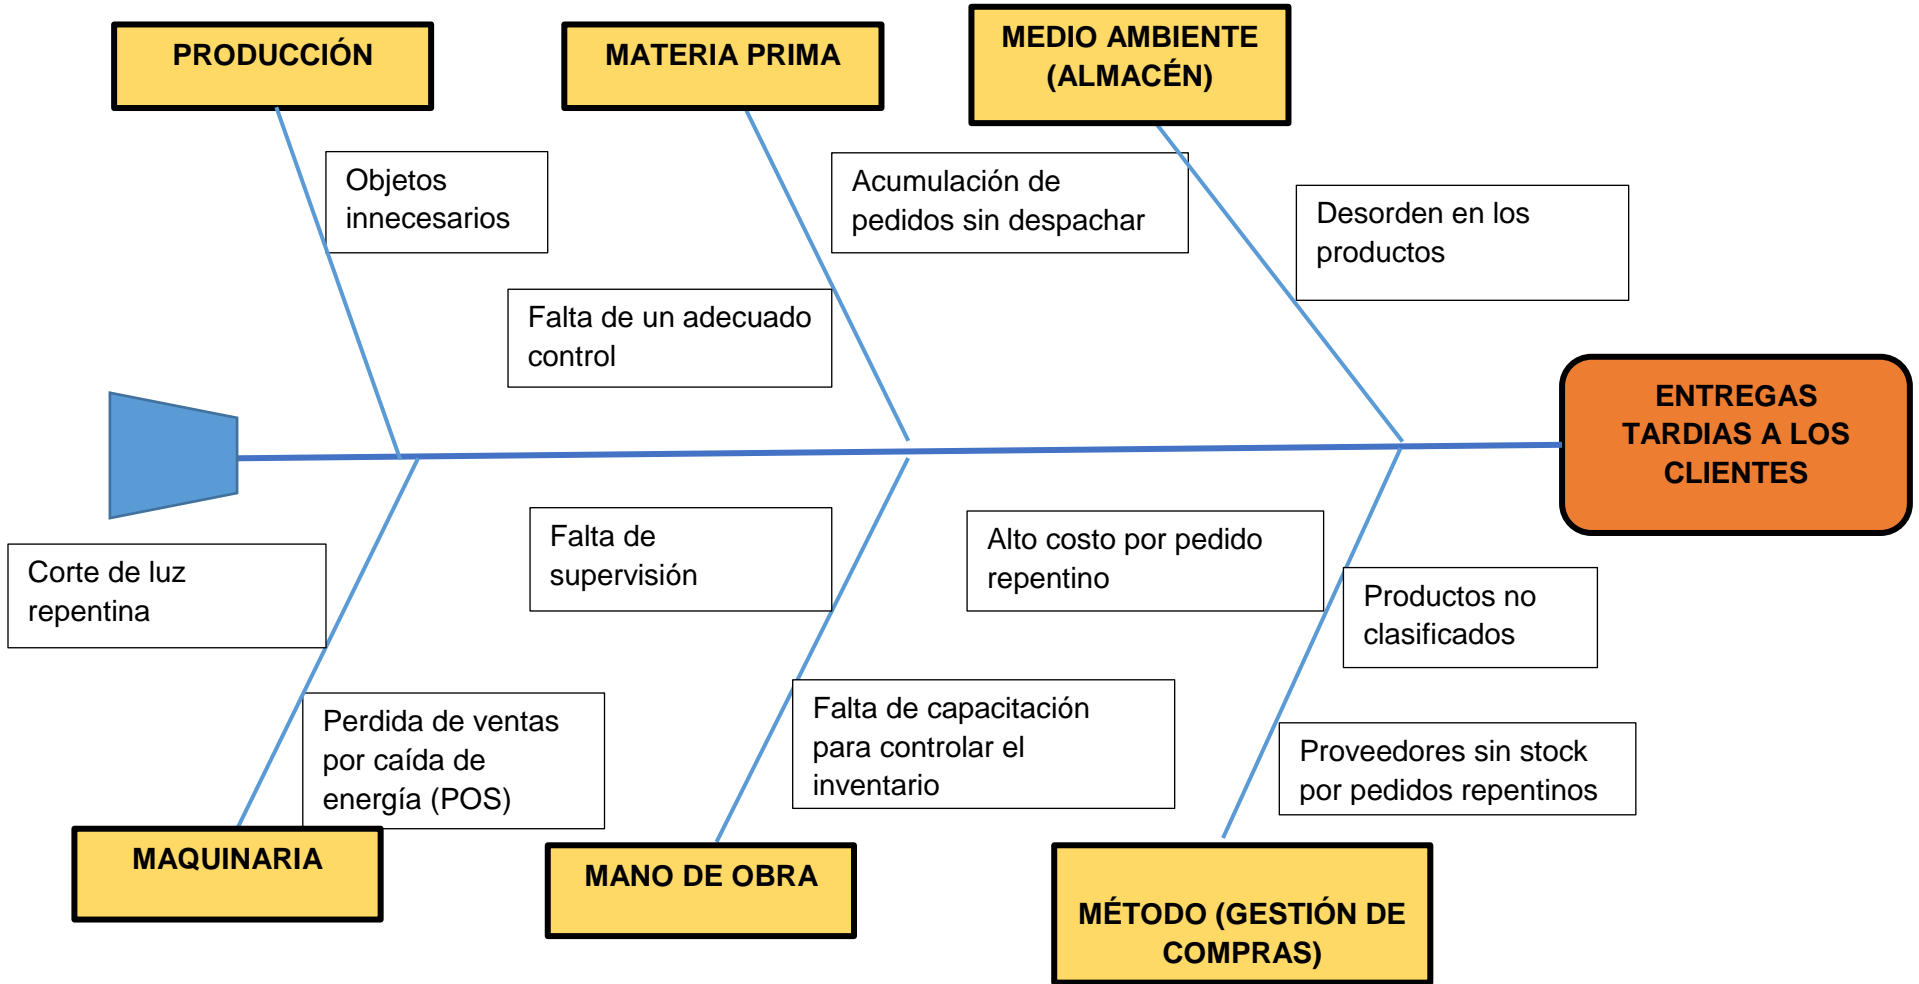 PRODUCCIÓN
MATERIA PRIMA
MEDIO AMBIENTE
(ALMACÉN)
Objetos
innecesarios
Acumulación de
pedidos sin despachar
Desorden en los
productos
Falta de un adecuado
control
ENTREGAS
TARDIAS A LOS
CLIENTES
Corte de luz
repentina
Falta de
supervisión
Alto costo por pedido
repentino
Productos no
clasificados
Perdida de ventas
por caída de
energía (POS)
Falta de capacitación
para controlar el
inventario
Proveedores sin stock
por pedidos repentinos
MAQUINARIA
MANO DE OBRA
MÉTODO (GESTIÓN DE
COMPRAS)